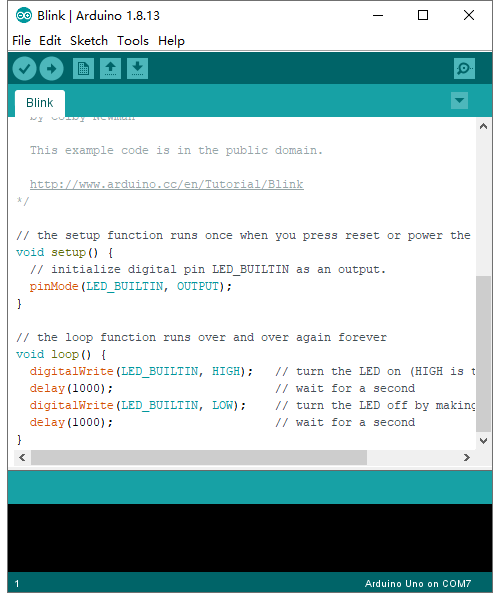 Blink | Arduino 1.8.13
File Edit Sketch Tools Help
Blink
by Colby Newman
This example code is in the public domain.
http://www.arduino.cc/en/Tutorial/Blink
*/
// the setup function runs once when you press reset or power the
void setup() {
// initialize digital pin LED_BUILTIN as an output.
pinMode(LED_BUILTIN, OUTPUT);
}
// the loop function runs over and over again forever
void loop() {
digitalWrite(LED_BUILTIN, HIGH); // turn the LED on (HIGH is t
delay(1000); // wait for a second
digitalWrite(LED_BUILTIN, LOW); // turn the LED off by making
delay(1000); // wait for a second
}
1
Arduino Uno on COM7